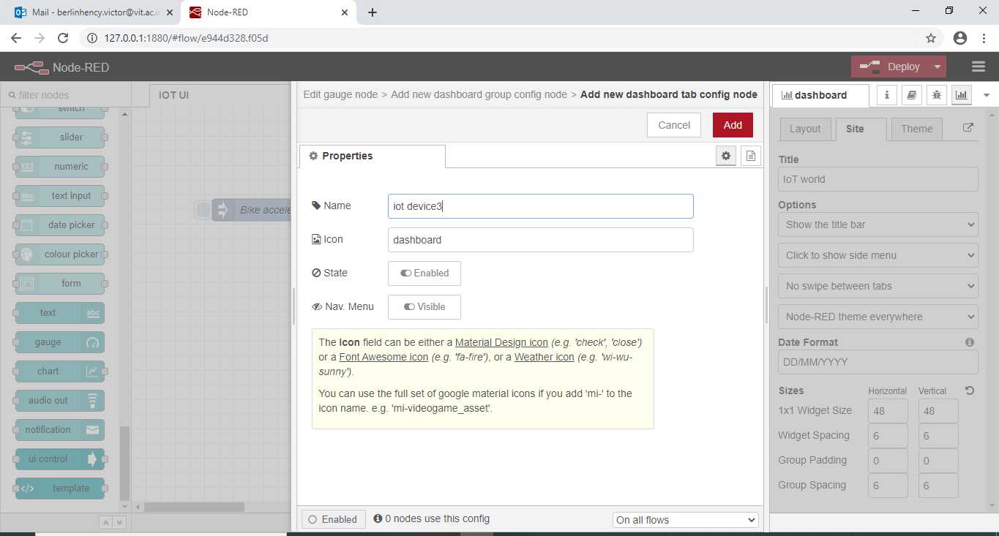 Mail - berlinhency.victor@vit.ac.i
Node-RED
127.0.0.1:1880/#flow/e944d328.f05d
Node-RED
Deploy
filter nodes
switch
slider
123 numeric
abc text input
date picker
colour picker
form
text abc
gauge
chart
audio out
notification
ui control
</> template
IOT UI
Bike accele
Edit gauge node > Add new dashboard group config node > Add new dashboard tab config node
Cancel
Add
Properties
Name
iot device3
Icon
dashboard
State
Enabled
Nav. Menu
Visible
The Icon field can be either a Material Design icon (e.g. 'check', 'close')
or a Font Awesome icon (e.g. 'fa-fire'), or a Weather icon (e.g. 'wi-wu-
sunny').
You can use the full set of google material icons if you add 'mi-' to the
icon name. e.g. 'mi-videogame_asset'.
Enabled
0 nodes use this config
On all flows
dashboard
Layout
Site
Theme
Title
IoT world
Options
Show the title bar
Click to show side menu
No swipe between tabs
Node-RED theme everywhere
Date Format
DD/MM/YYYY
Sizes Horizontal Vertical
1x1 Widget Size 48 48
Widget Spacing 6 6
Group Padding 0 0
Group Spacing 6 6